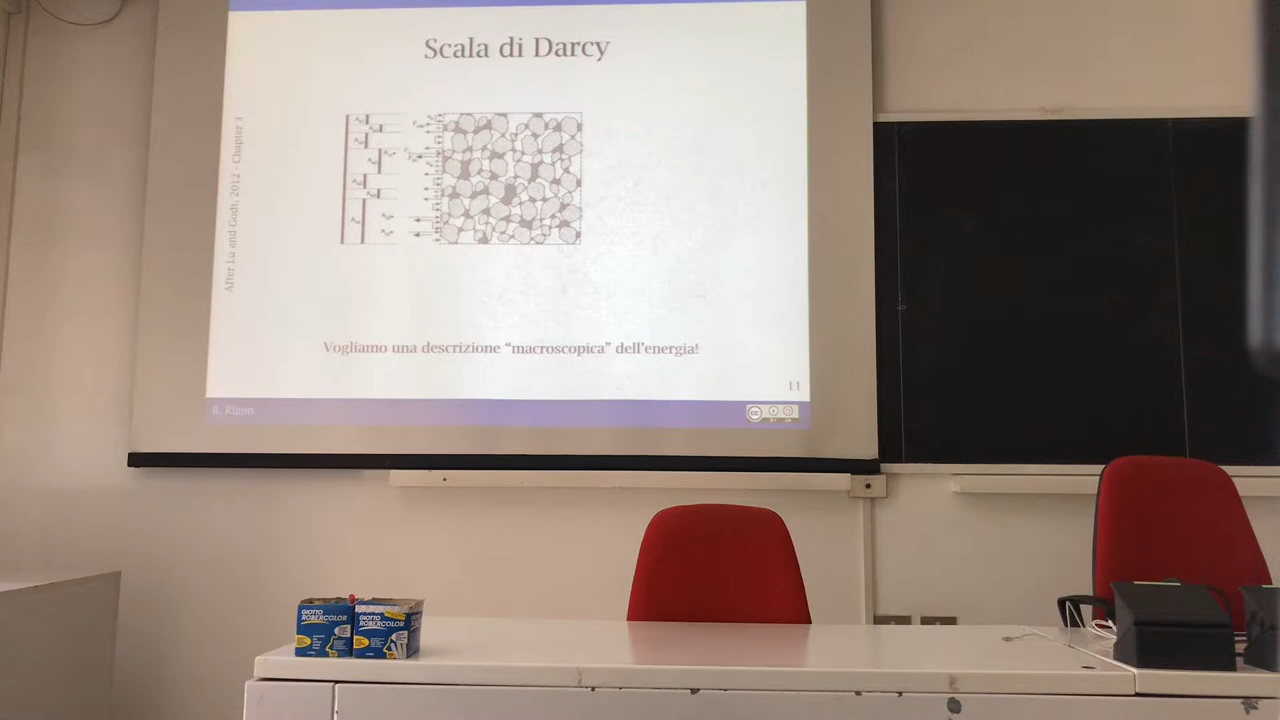 Scala di Darcy
After Lu and Godt, 2012 - Chapter 3
Vogliamo una descrizione “macroscopica” dell'energia!
11
R. Rigon
cc
GIOTTO
ROBERCOLOR
GIOTTO
ROBERCOLOR